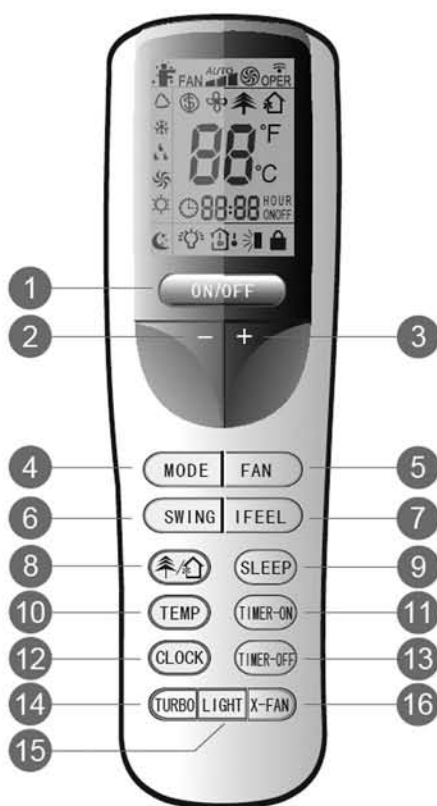 FAN AUTO OPER
°F
88
°C
88:88 HOUR
ON OFF
1 ON/OFF
2 − + 3
4 MODE FAN 5
6 SWING IFEEL 7
8 SLEEP 9
10 TEMP TIMER-ON 11
12 CLOCK TIMER-OFF 13
14 TURBO LIGHT X-FAN 16
15